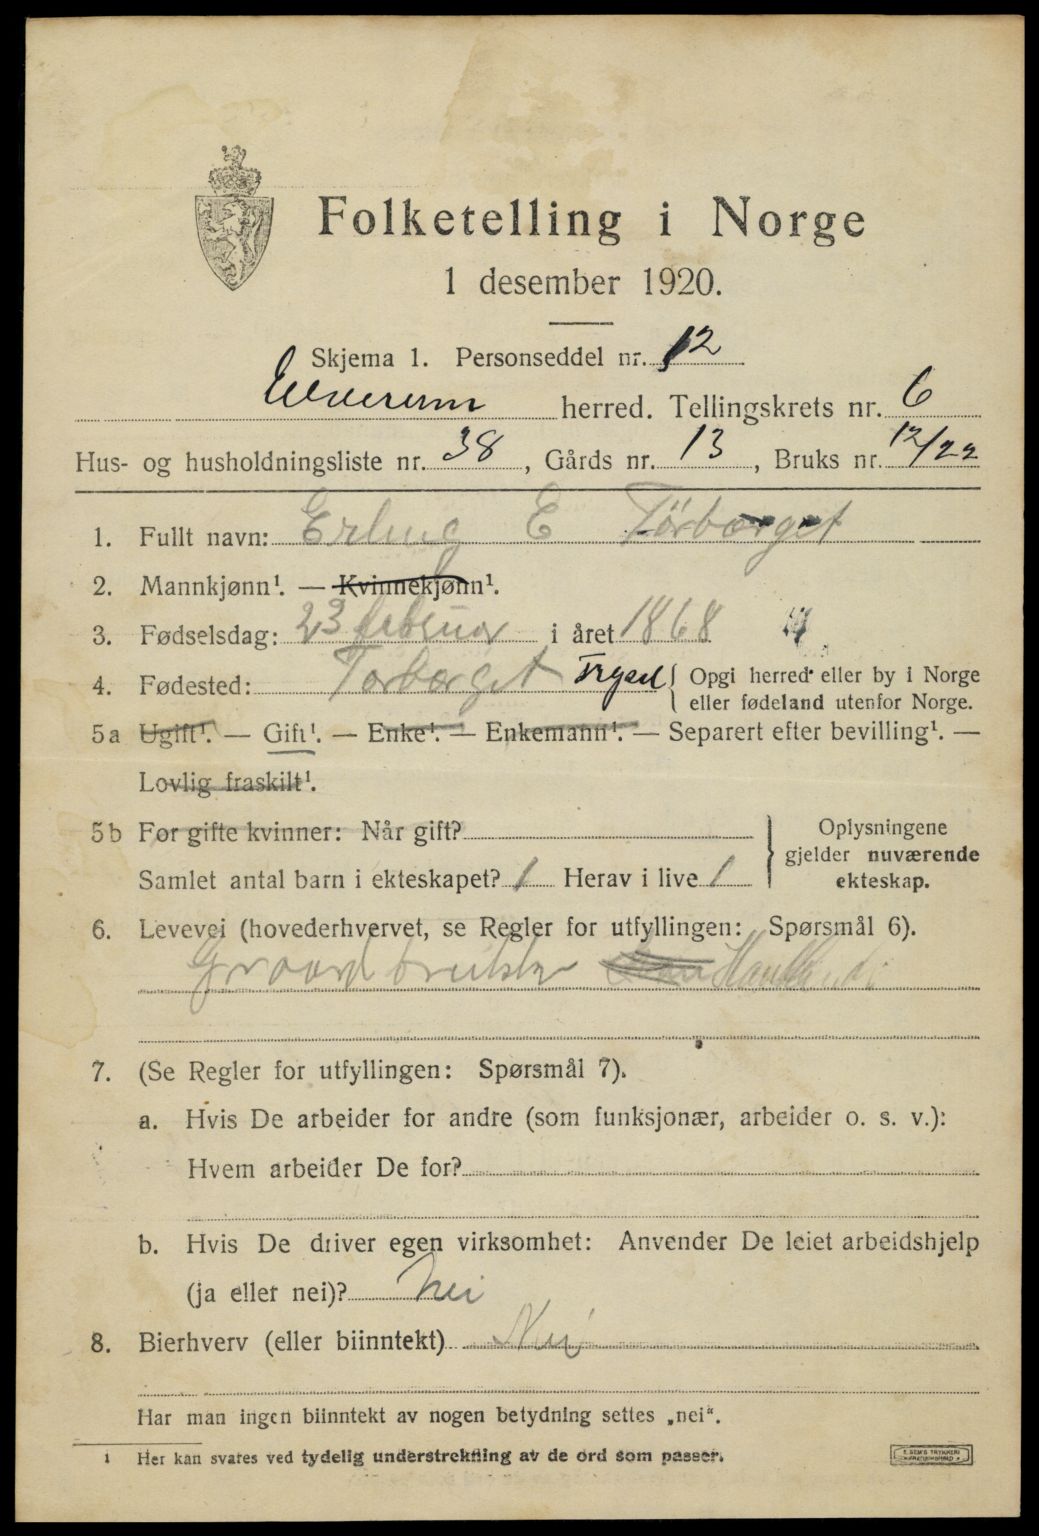 Folketelling i Norge
1 desember 1920.
Skjema 1. Personseddel nr. 12
Elverum herred. Tellingskrets nr. 6
Hus- og husholdningsliste nr. 38, Gårds nr. 13, Bruks nr. 12/22
1. Fullt navn: Erling E Tørberget
2. Mannkjønn¹. — Kvinnekjønn¹.
3. Fødselsdag: 23 februar i året 1868
4. Fødested: Tørberget Trysil { Opgi herred eller by i Norge
eller fødeland utenfor Norge.
5a Ugift¹. — Gift¹. — Enke¹. — Enkemann¹. — Separert efter bevilling¹. —
Lovlig fraskilt¹.
5b For gifte kvinner: Når gift?
Samlet antal barn i ekteskapet? 1 Herav i live 1
} Oplysningene
gjelder nuværende
ekteskap.
6. Levevei (hovederhvervet, se Regler for utfyllingen: Spørsmål 6).
Graardbruker
7. (Se Regler for utfyllingen: Spørsmål 7).
a. Hvis De arbeider for andre (som funksjonær, arbeider o. s. v.):
Hvem arbeider De for?
b. Hvis De driver egen virksomhet: Anvender De leiet arbeidshjelp
(ja eller nei)? Nei
8. Bierhverv (eller biinntekt) Nei
Har man ingen biinntekt av nogen betydning settes „nei“.
¹ Her kan svares ved tydelig understrekning av de ord som passer.